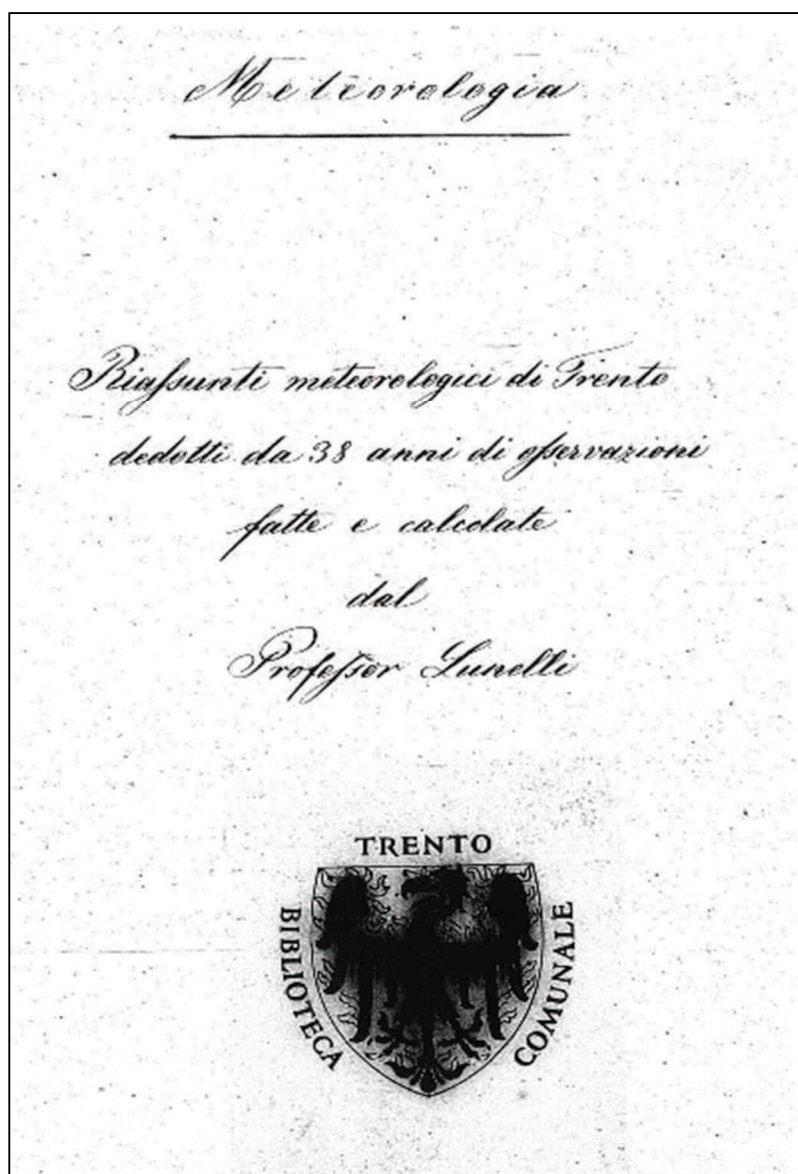 Meteorologia
Riaſsunti meteorologici di Trento
dedotti da 38 anni di oſservazioni
fatte e calcolate
dal
Profeſsor Lunelli
TRENTO
BIBLIOTECA
COMUNALE